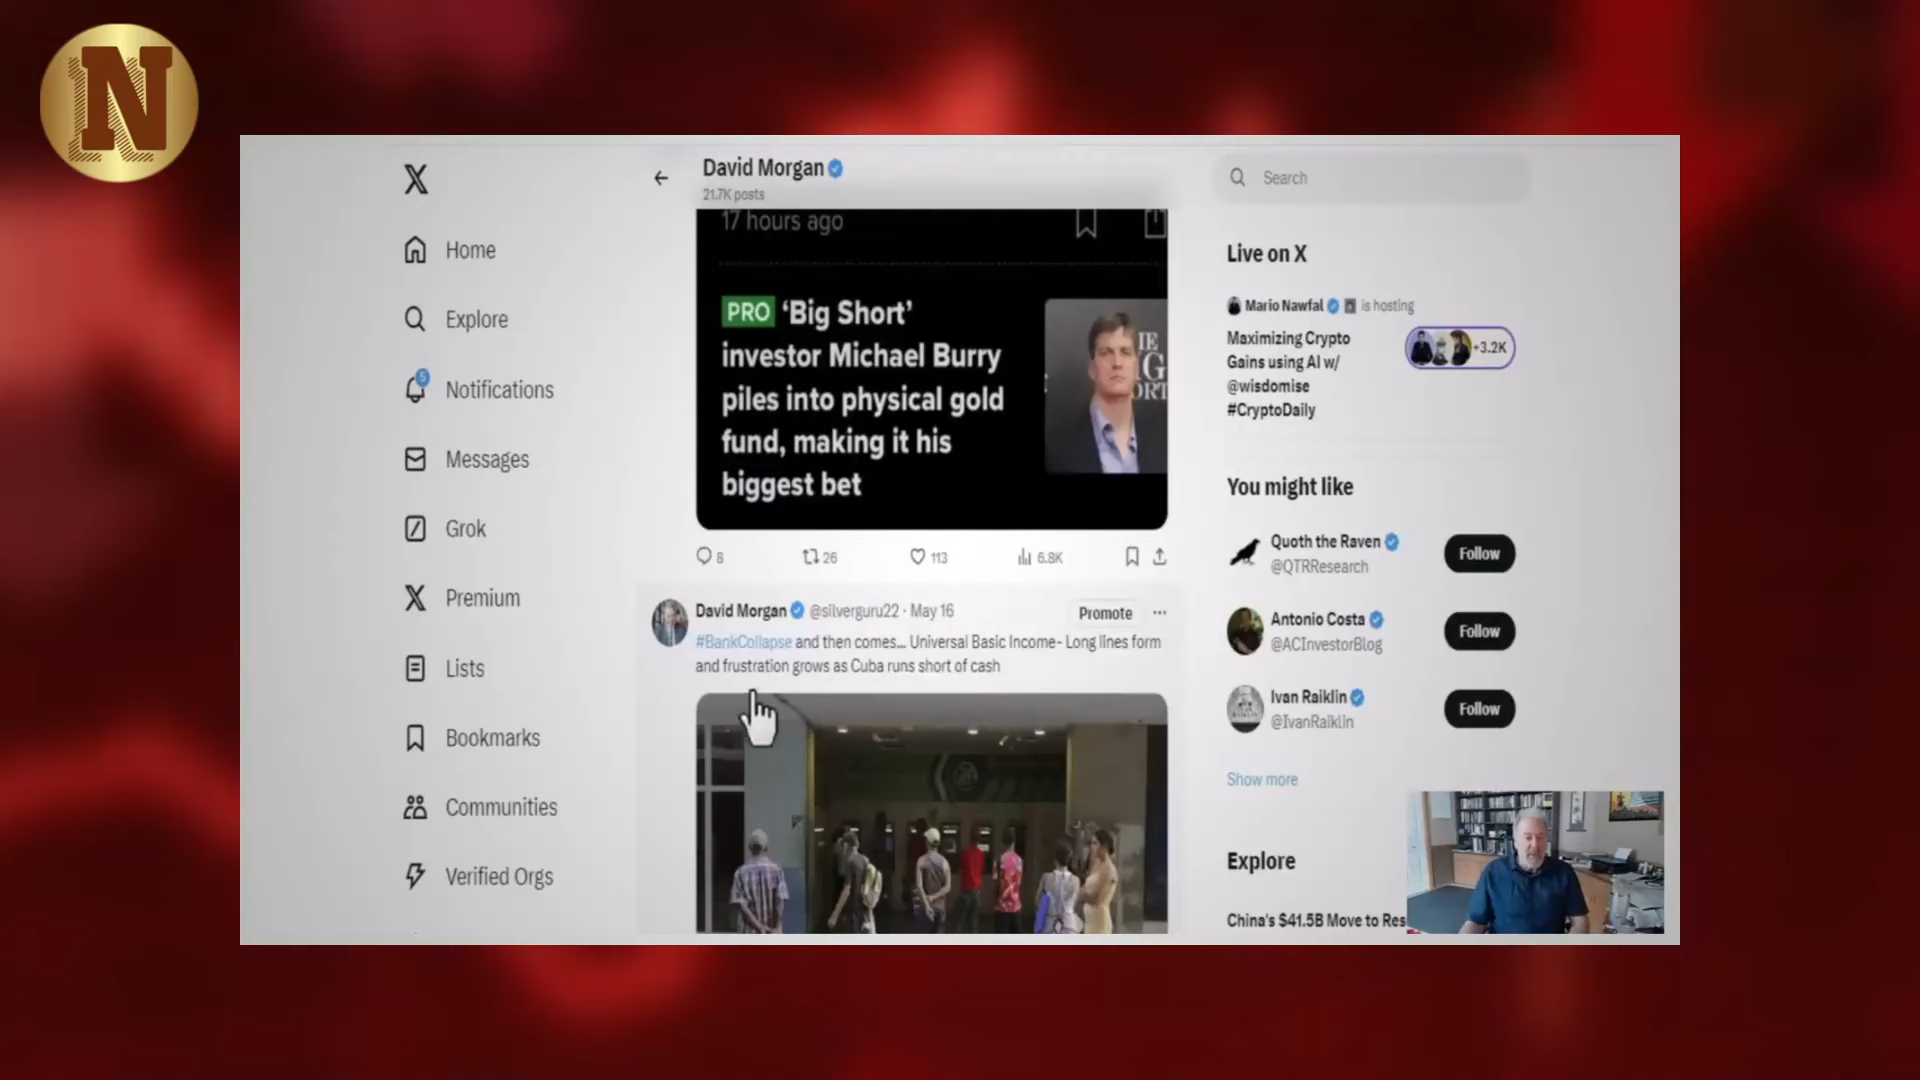 N
X
Home
Explore
5
Notifications
Messages
Grok
Premium
Lists
Bookmarks
Communities
Verified Orgs
David Morgan
21.7K posts
17 hours ago
PRO 'Big Short'
investor Michael Burry
piles into physical gold
fund, making it his
biggest bet
8 26 113 6.8K
David Morgan @silverguru22 · May 16 Promote ...
#BankCollapse and then comes... Universal Basic Income- Long lines form
and frustration grows as Cuba runs short of cash
Search
Live on X
Mario Nawfal is hosting
Maximizing Crypto
Gains using AI w/
@wisdomise
#CryptoDaily
+3.2K
You might like
Quoth the Raven
@QTRResearch
Follow
Antonio Costa
@ACInvestorBlog
Follow
Ivan Raiklin
@IvanRaiklin
Follow
Show more
Explore
China's $41.5B Move to Res